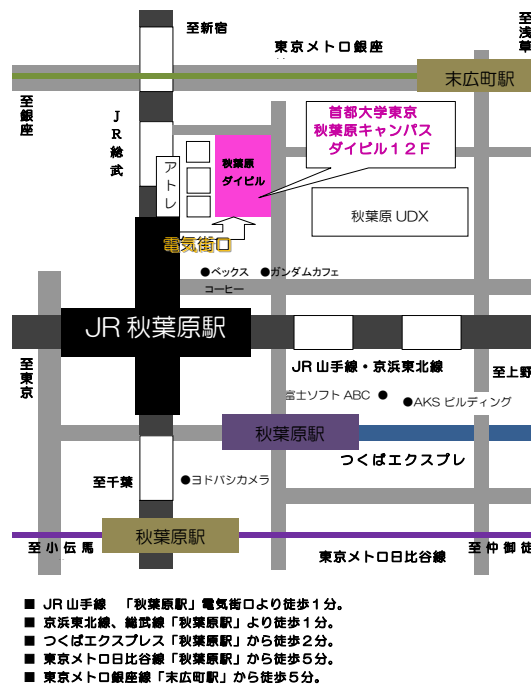 至新宿
至浅草
東京メトロ銀座
末広町駅
至銀座
JR総武
首都大学東京
秋葉原キャンパス
ダイビル12F
アトレ
秋葉原
ダイビル
秋葉原 UDX
電気街口
●ベックス ●ガンダムカフェ
コーヒー
JR 秋葉原駅
至東京
JR 山手線・京浜東北線
至上野
富士ソフト ABC ●
●AKS ビルディング
秋葉原駅
つくばエクスプレ
至千葉
●ヨドバシカメラ
秋葉原駅
至小伝馬
東京メトロ日比谷線
至仲御徒
■ JR 山手線 「秋葉原駅」電気街口より徒歩1分。
■ 京浜東北線、総武線「秋葉原駅」より徒歩1分。
■ つくばエクスプレス「秋葉原駅」から徒歩2分。
■ 東京メトロ日比谷線「秋葉原駅」から徒歩5分。
■ 東京メトロ銀座線「末広町駅」から徒歩5分。